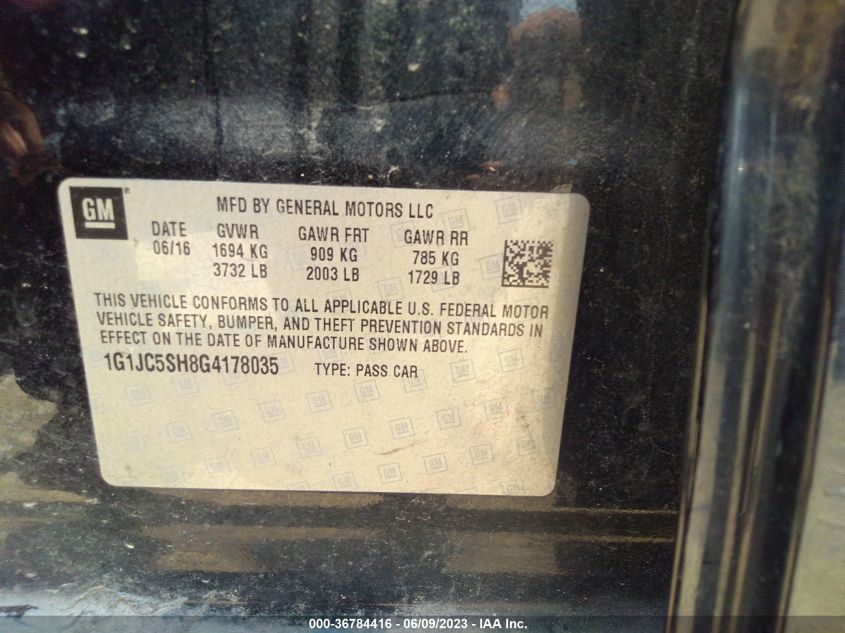 GM ®
MFD BY GENERAL MOTORS LLC
DATE GVWR GAWR FRT GAWR RR
06/16 1694 KG 909 KG 785 KG
3732 LB 2003 LB 1729 LB
THIS VEHICLE CONFORMS TO ALL APPLICABLE U.S. FEDERAL MOTOR
VEHICLE SAFETY, BUMPER, AND THEFT PREVENTION STANDARDS IN
EFFECT ON THE DATE OF MANUFACTURE SHOWN ABOVE.
1G1JC5SH8G4178035 TYPE: PASS CAR
000-36784416 - 06/09/2023 - IAA Inc.